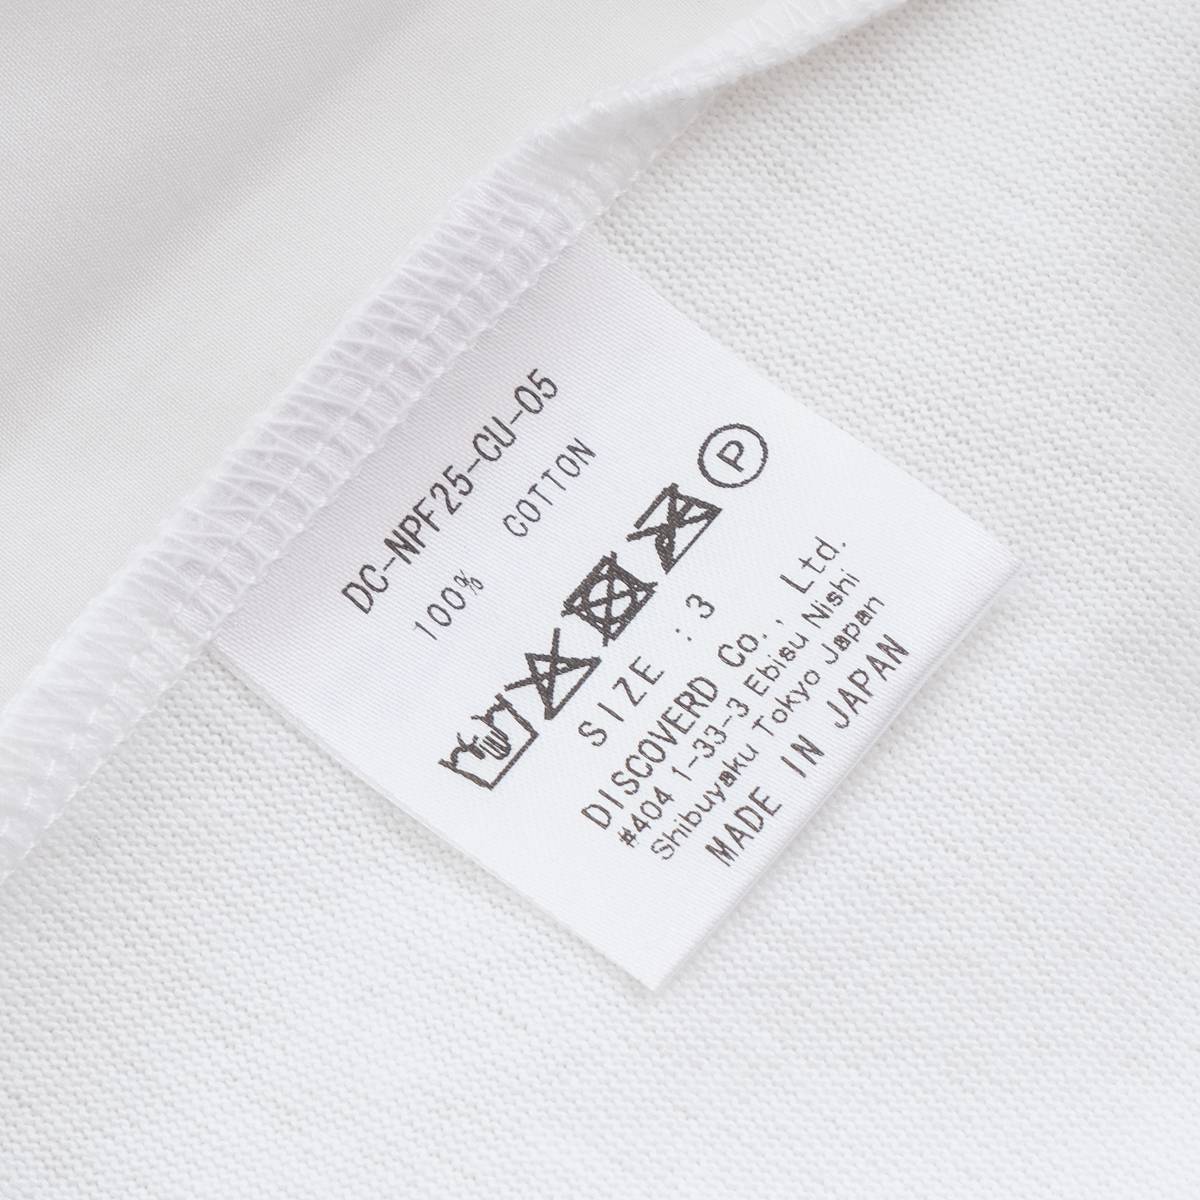 DC-NPF25-CU-05
100% COTTON
P
SIZE :3
DISCOVERD Co., Ltd.
#404 1-33-3 Ebisu Nishi
Shibuyaku Tokyo Japan
MADE IN JAPAN